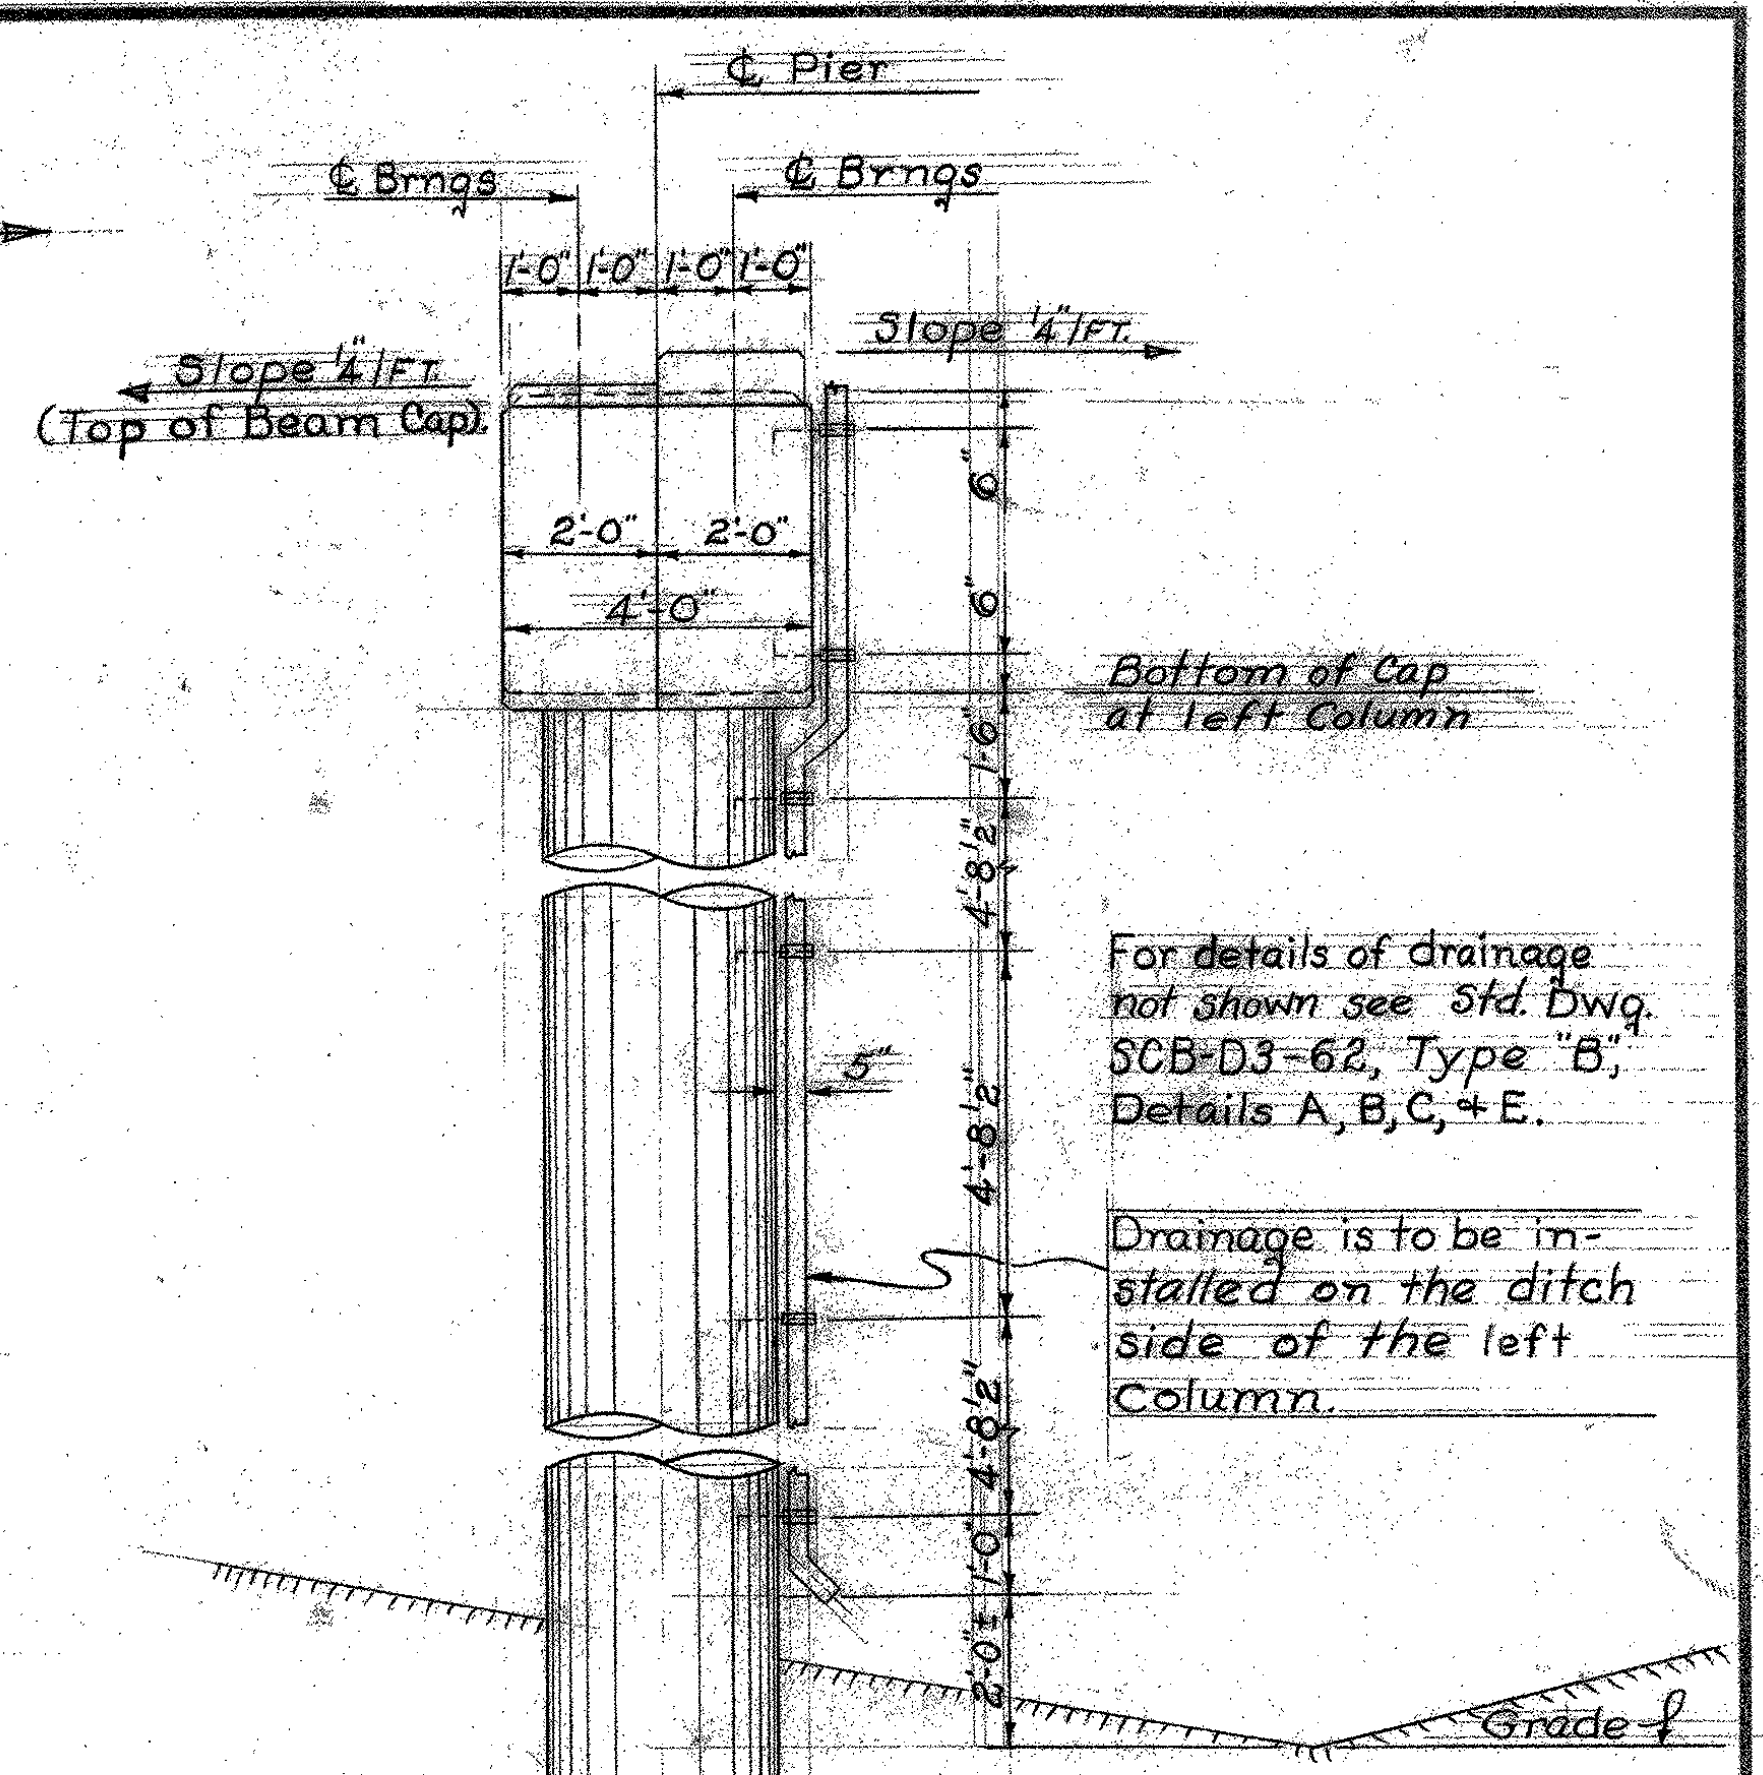 ℄ Pier
℄ Brngs
℄ Brngs
1'-0" 1'-0" 1'-0" 1'-0"
Slope ¼"/FT.
Slope ¼"/FT.
(Top of Beam Cap).
6"
2'-0" 2'-0"
6"
4'-0"
Bottom of Cap
at left Column
1'-6"
4'-8½"
For details of drainage
not shown see Std. Dwg.
SCB-D3-62, Type "B",
Details A, B, C, & E.
5"
4'-8½"
Drainage is to be in-
stalled on the ditch
side of the left
Column.
4'-8½"
1'-0"
2'-0"±
Grade